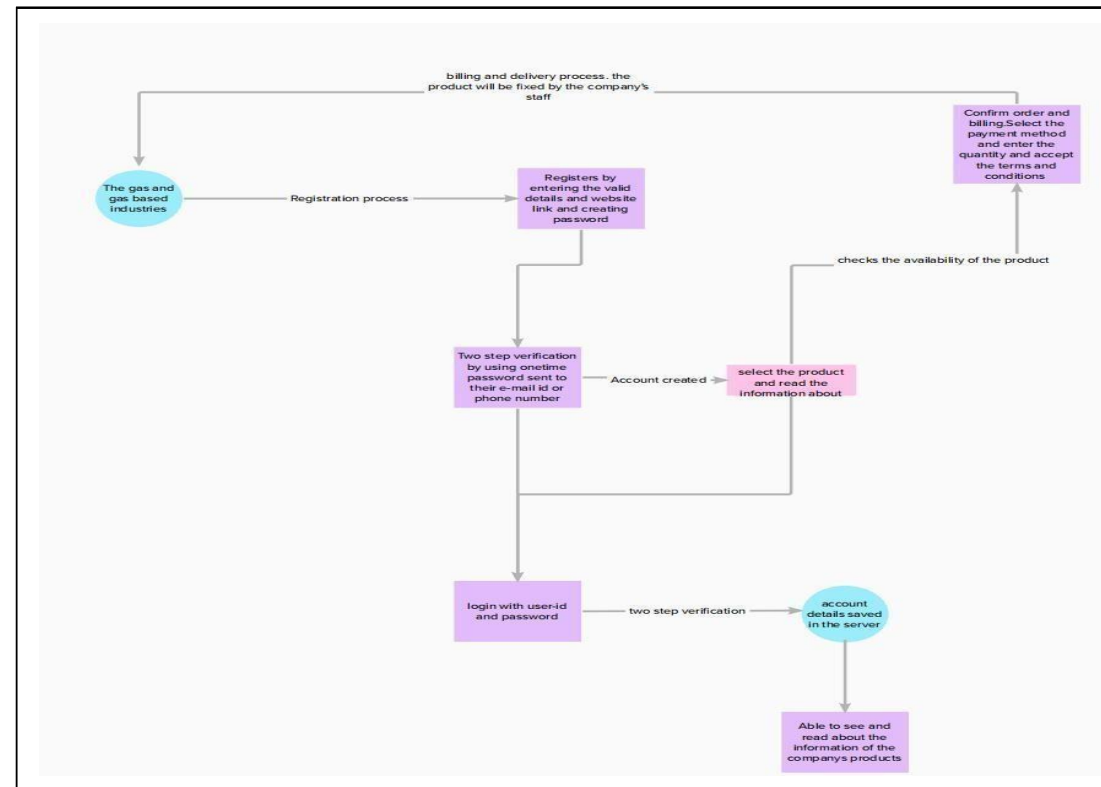 billing and delivery process. the
product will be fixed by the company's
staff
Confirm order and
billing.Select the
payment method
and enter the
quantity and accept
the terms and
conditions
The gas and
gas based
industries
Registration process
Registers by
entering the valid
details and website
link and creating
password
checks the availability of the product
Two step verification
by using onetime
password sent to
their e-mail id or
phone number
Account created
select the product
and read the
information about
login with user-id
and password
two step verification
account
details saved
in the server
Able to see and
read about the
information of the
companys products